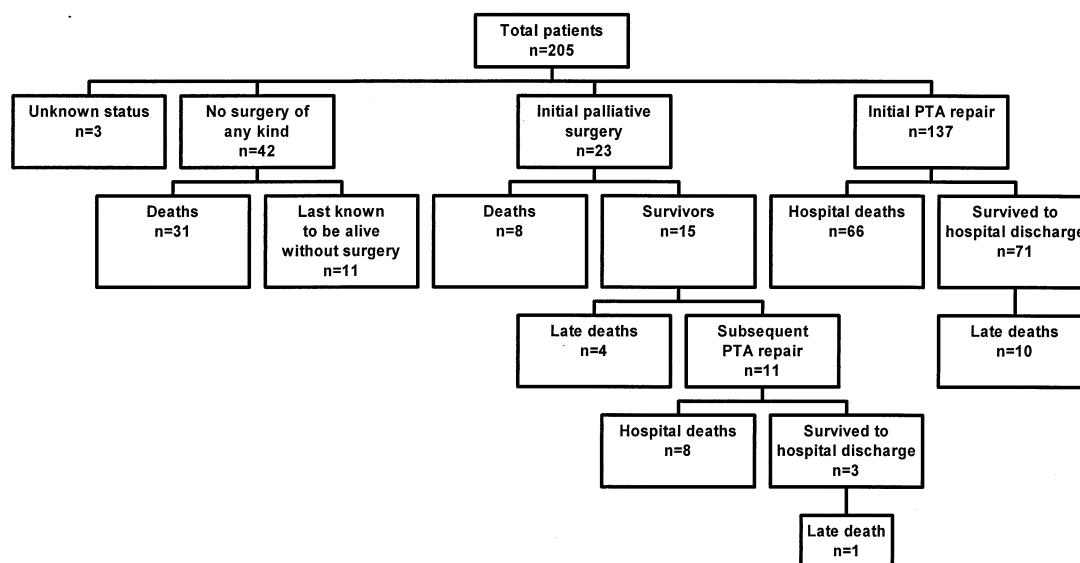 Total patients
n=205
Unknown status
n=3
No surgery of
any kind
n=42
Initial palliative
surgery
n=23
Initial PTA repair
n=137
Deaths
n=31
Last known
to be alive
without surgery
n=11
Deaths
n=8
Survivors
n=15
Hospital deaths
n=66
Survived to
hospital discharge
n=71
Late deaths
n=4
Subsequent
PTA repair
n=11
Late deaths
n=10
Hospital deaths
n=8
Survived to
hospital discharge
n=3
Late death
n=1